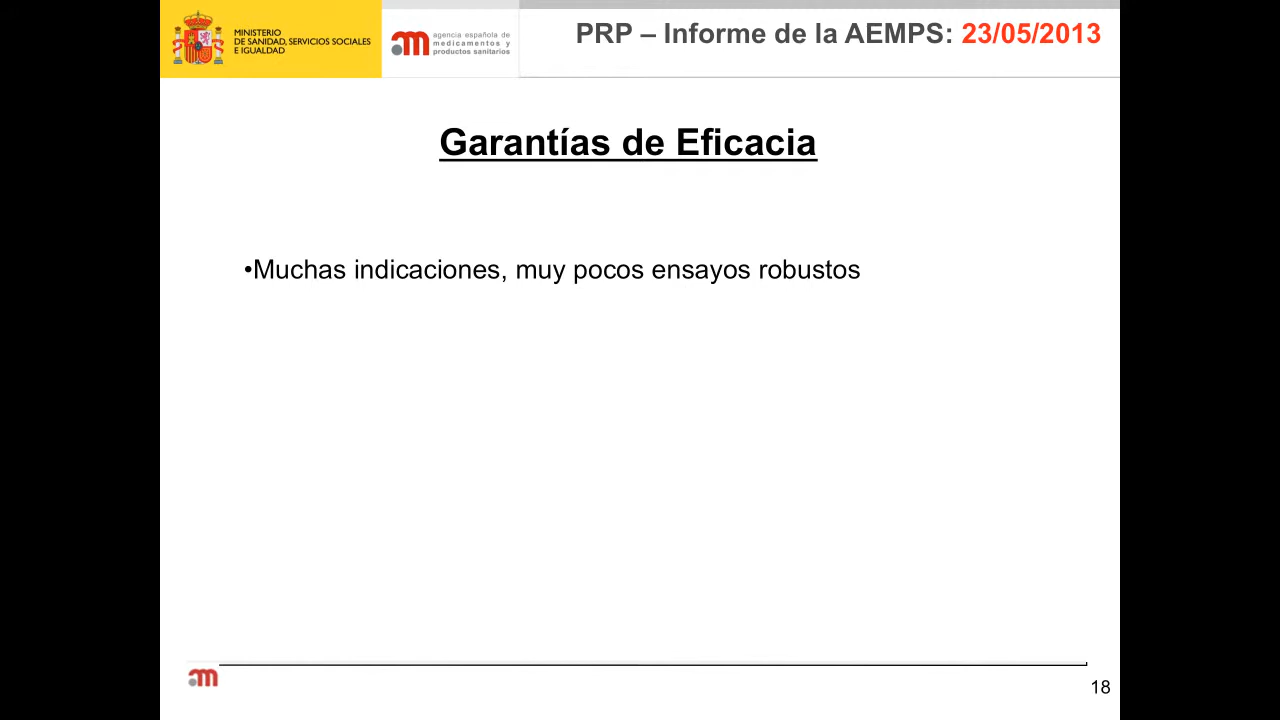 MINISTERIO
DE SANIDAD, SERVICIOS SOCIALES
E IGUALDAD
agencia española de
medicamentos y
productos sanitarios
PRP – Informe de la AEMPS: 23/05/2013
Garantías de Eficacia
•Muchas indicaciones, muy pocos ensayos robustos
18